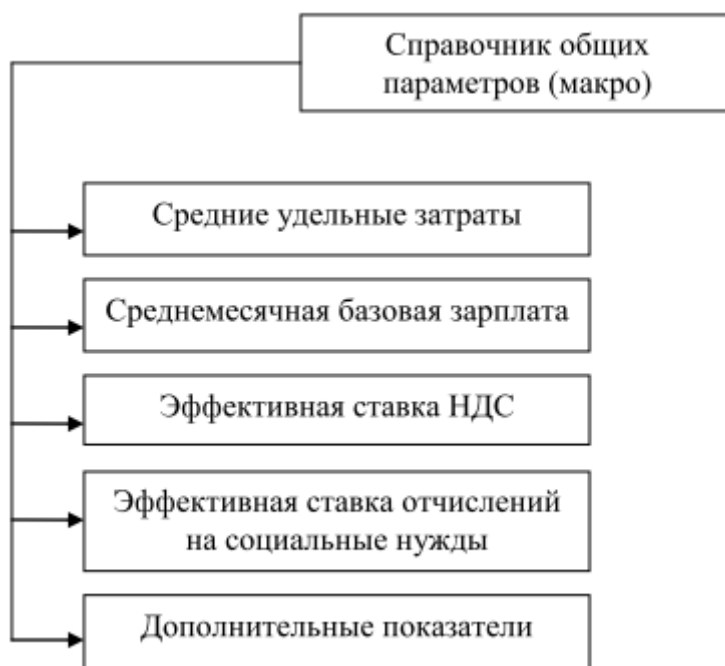 Справочник общих
параметров (макро)
Средние удельные затраты
Среднемесячная базовая зарплата
Эффективная ставка НДС
Эффективная ставка отчислений
на социальные нужды
Дополнительные показатели